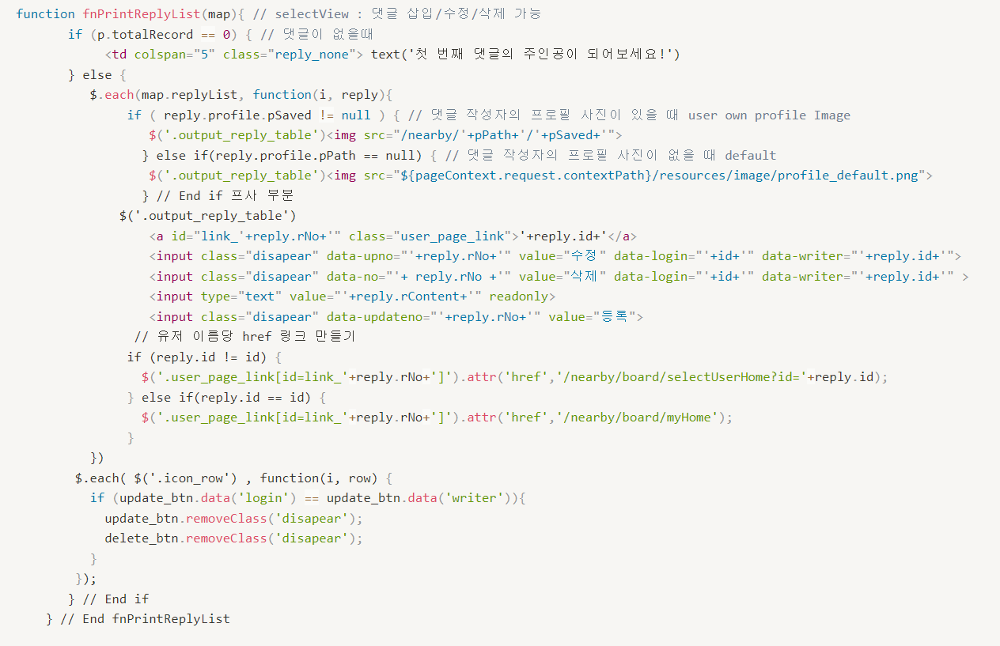 function fnPrintReplyList(map){ // selectView : 댓글 삽입/수정/삭제 가능
if (p.totalRecord == 0) { // 댓글이 없을때
<td colspan="5" class="reply_none"> text('첫 번째 댓글의 주인공이 되어보세요!')
} else {
$.each(map.replyList, function(i, reply){
if ( reply.profile.pSaved != null ) { // 댓글 작성자의 프로필 사진이 있을 때 user own profile Image
$('.output_reply_table')<img src="/nearby/'+pPath+'/'+pSaved+'">
} else if(reply.profile.pPath == null) { // 댓글 작성자의 프로필 사진이 없을 때 default
$('.output_reply_table')<img src="${pageContext.request.contextPath}/resources/image/profile_default.png">
} // End if 프사 부분
$('.output_reply_table')
<a id="link_'+reply.rNo+'" class="user_page_link">'+reply.id+'</a>
<input class="disapear" data-upno="'+reply.rNo+'" value="수정" data-login="'+id+'" data-writer="'+reply.id+'">
<input class="disapear" data-no="'+ reply.rNo +'" value="삭제" data-login="'+id+'" data-writer="'+reply.id+'" >
<input type="text" value="'+reply.rContent+'" readonly>
<input class="disapear" data-updateno="'+reply.rNo+'" value="등록">
// 유저 이름당 href 링크 만들기
if (reply.id != id) {
$('.user_page_link[id=link_'+reply.rNo+']').attr('href','/nearby/board/selectUserHome?id='+reply.id);
} else if(reply.id == id) {
$('.user_page_link[id=link_'+reply.rNo+']').attr('href','/nearby/board/myHome');
}
})
$.each( $('.icon_row') , function(i, row) {
if (update_btn.data('login') == update_btn.data('writer')){
update_btn.removeClass('disapear');
delete_btn.removeClass('disapear');
}
});
} // End if
} // End fnPrintReplyList